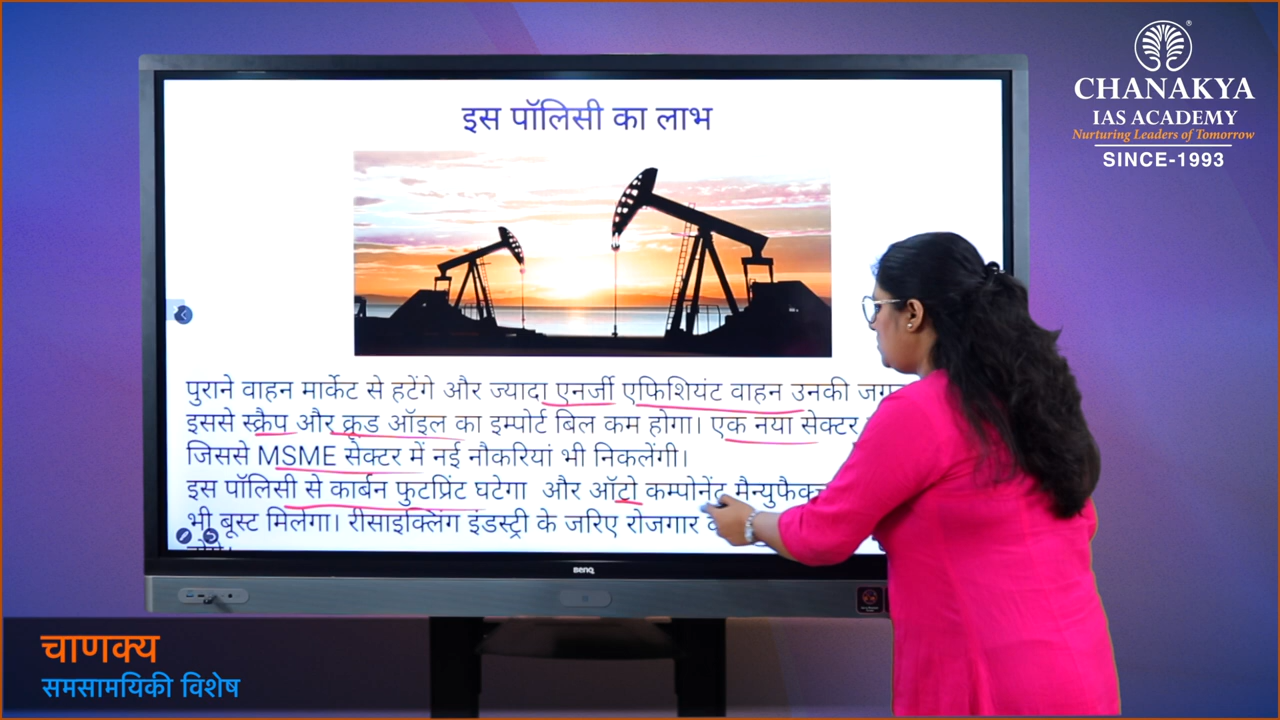 CHANAKYA
IAS ACADEMY
Nurturing Leaders of Tomorrow
SINCE-1993
इस पॉलिसी का लाभ
पुराने वाहन मार्केट से हटेंगे और ज्यादा एनर्जी एफिशियंट वाहन उनकी
इससे स्क्रैप और क्रूड ऑइल का इम्पोर्ट बिल कम होगा। एक नया सेक्टर
जिससे MSME सेक्टर में नई नौकरियां भी निकलेंगी।
इस पॉलिसी से कार्बन फुटप्रिंट घटेगा और ऑटो कम्पोनेंट
भी बूस्ट मिलेगा। रीसाइक्लिंग इंडस्ट्री के जरिए रोजगार
BenQ
चाणक्य
समसामयिकी विशेष